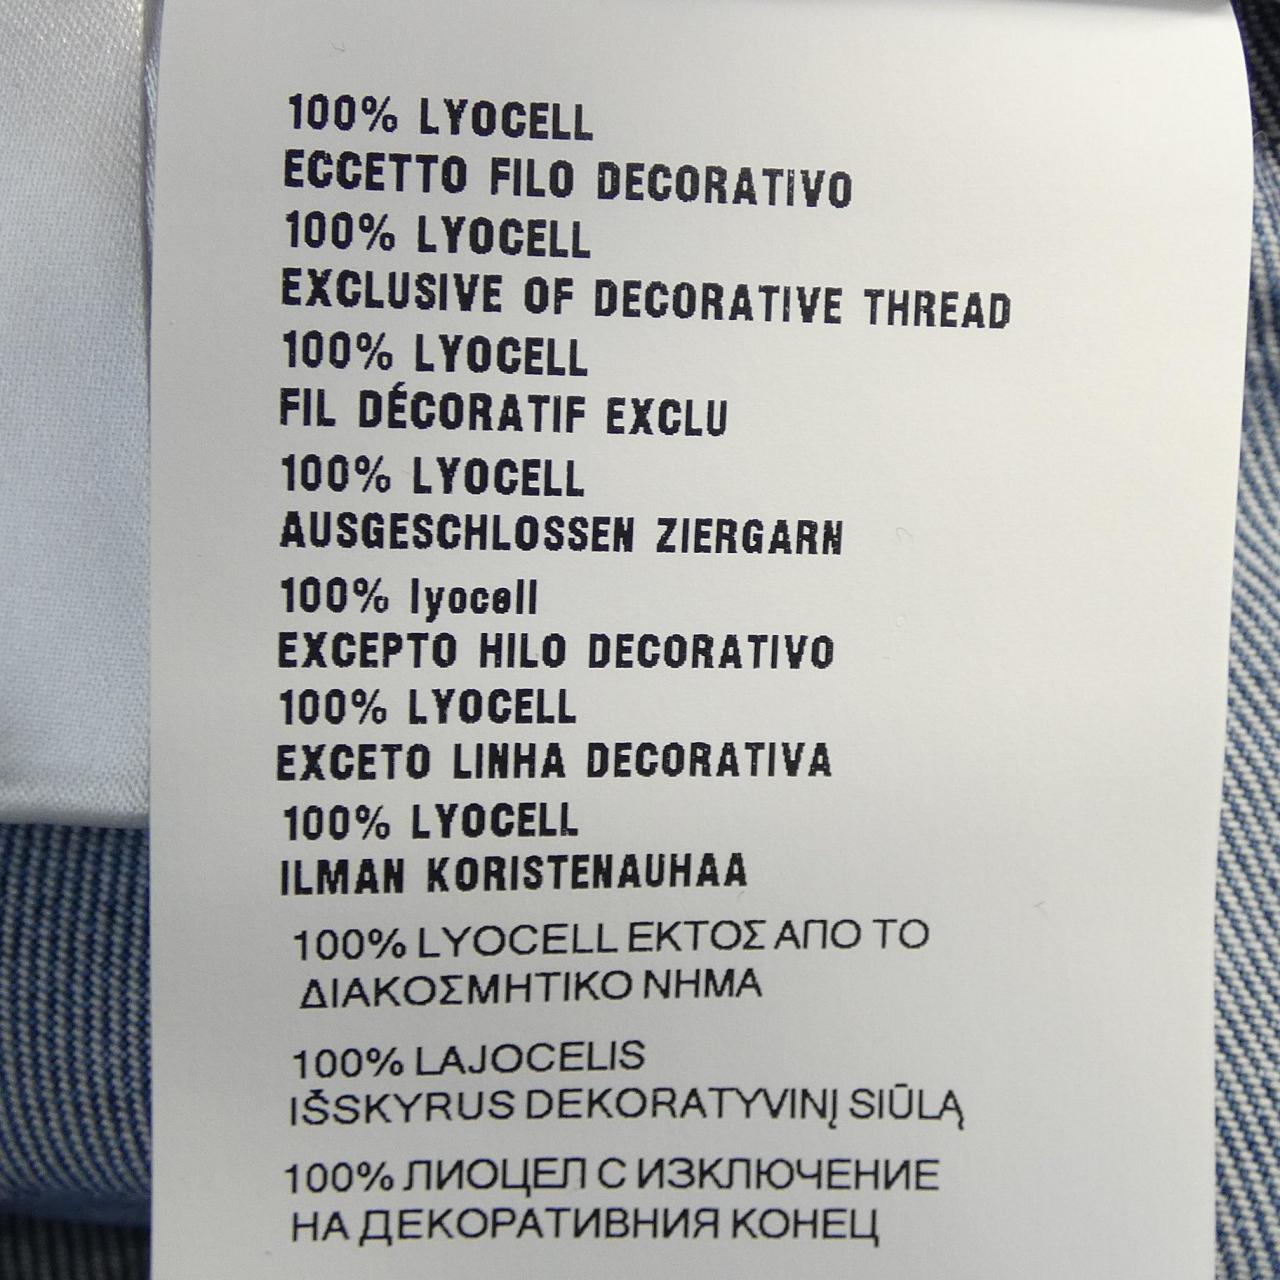 100% LYOCELL
ECCETTO FILO DECORATIVO
100% LYOCELL
EXCLUSIVE OF DECORATIVE THREAD
100% LYOCELL
FIL DÉCORATIF EXCLU
100% LYOCELL
AUSGESCHLOSSEN ZIERGARN
100% lyocell
EXCEPTO HILO DECORATIVO
100% LYOCELL
EXCETO LINHA DECORATIVA
100% LYOCELL
ILMAN KORISTENAUHAA
100% LYOCELL ΕΚΤΟΣ ΑΠΟ ΤΟ
ΔΙΑΚΟΣΜΗΤΙΚΟ ΝΗΜΑ
100% LAJOCELIS
IŠSKYRUS DEKORATYVINĮ SIŪLĄ
100% ЛИОЦЕЛ С ИЗКЛЮЧЕНИЕ
НА ДЕКОРАТИВНИЯ КОНЕЦ